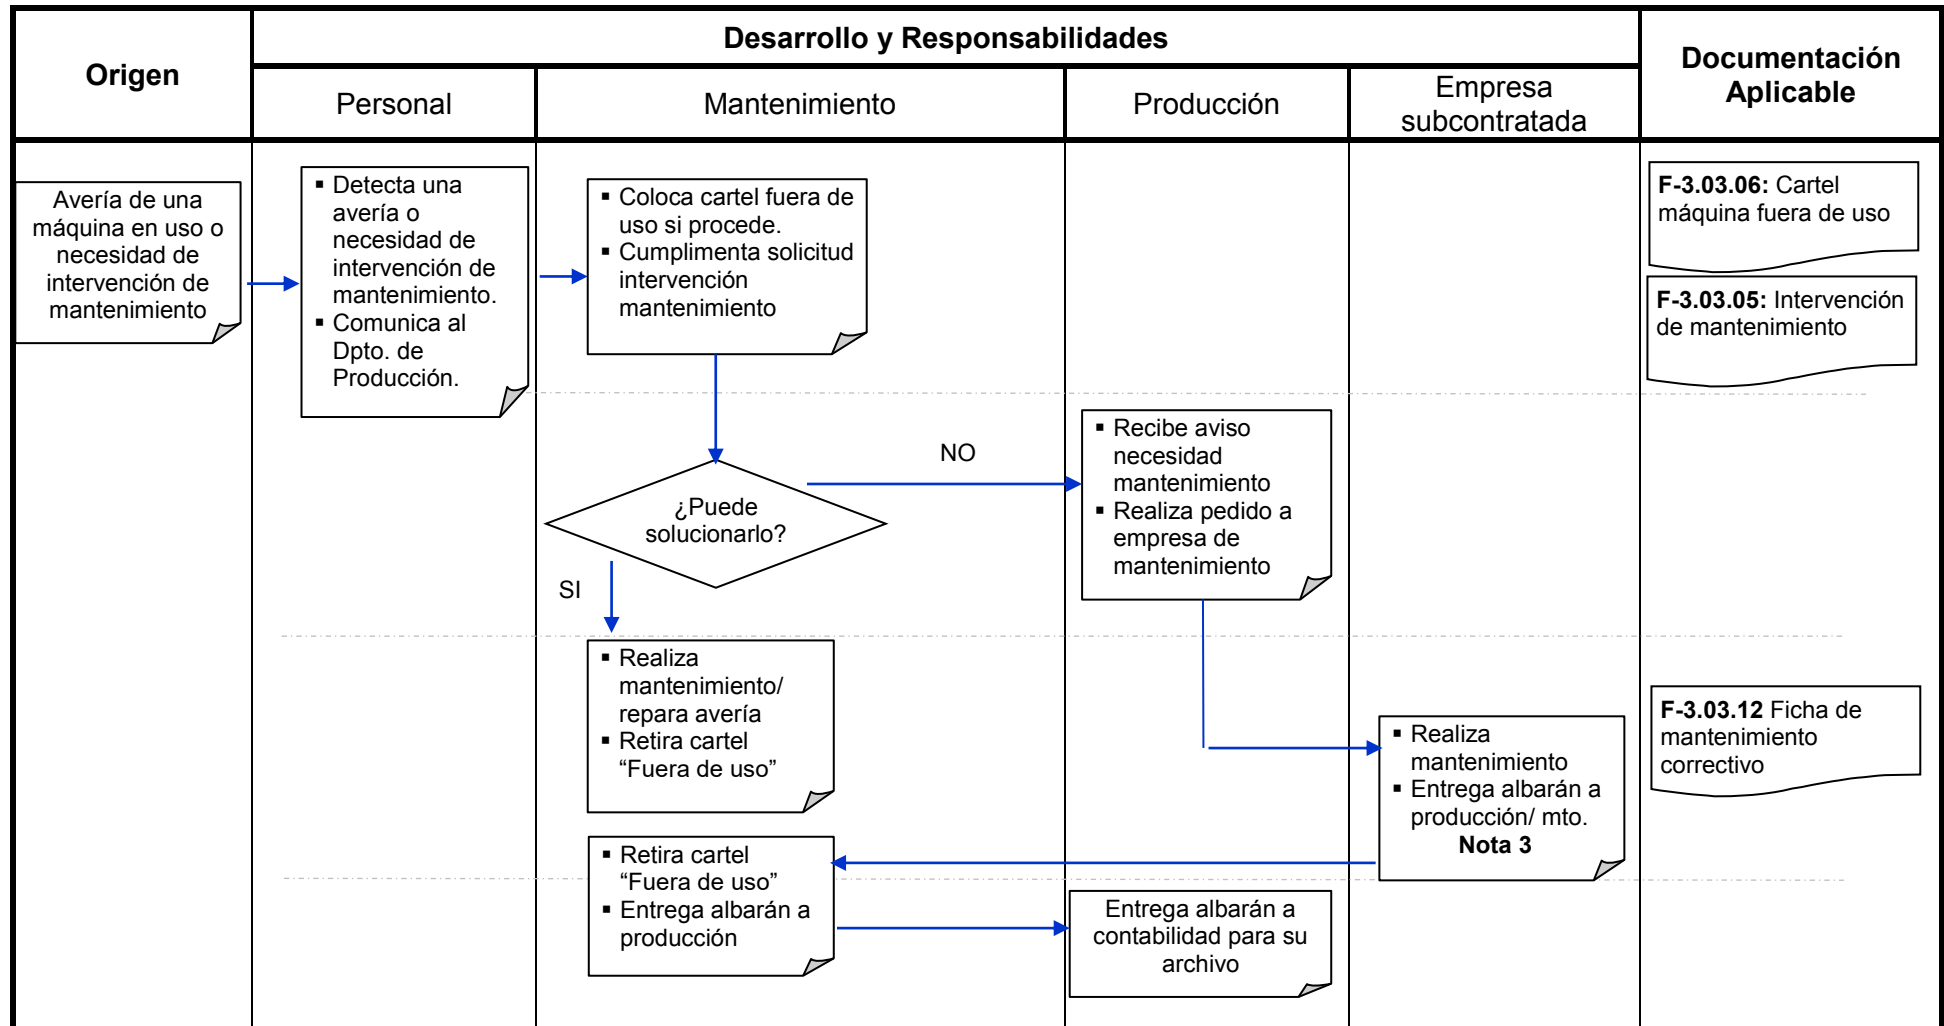 Origen
Desarrollo y Responsabilidades
Documentación
Aplicable
Personal
Mantenimiento
Producción
Empresa
subcontratada
Avería de una
máquina en uso o
necesidad de
intervención de
mantenimiento
▪ Detecta una
avería o
necesidad de
intervención de
mantenimiento.
▪ Comunica al
Dpto. de
Producción.
▪ Coloca cartel fuera de
uso si procede.
▪ Cumplimenta solicitud
intervención
mantenimiento
F-3.03.06: Cartel
máquina fuera de uso
F-3.03.05: Intervención
de mantenimiento
¿Puede
solucionarlo?
NO
SI
▪ Recibe aviso
necesidad
mantenimiento
▪ Realiza pedido a
empresa de
mantenimiento
▪ Realiza
mantenimiento/
repara avería
▪ Retira cartel
“Fuera de uso”
▪ Realiza
mantenimiento
▪ Entrega albarán a
producción/ mto.
Nota 3
F-3.03.12 Ficha de
mantenimiento
correctivo
▪ Retira cartel
“Fuera de uso”
▪ Entrega albarán a
producción
Entrega albarán a
contabilidad para su
archivo